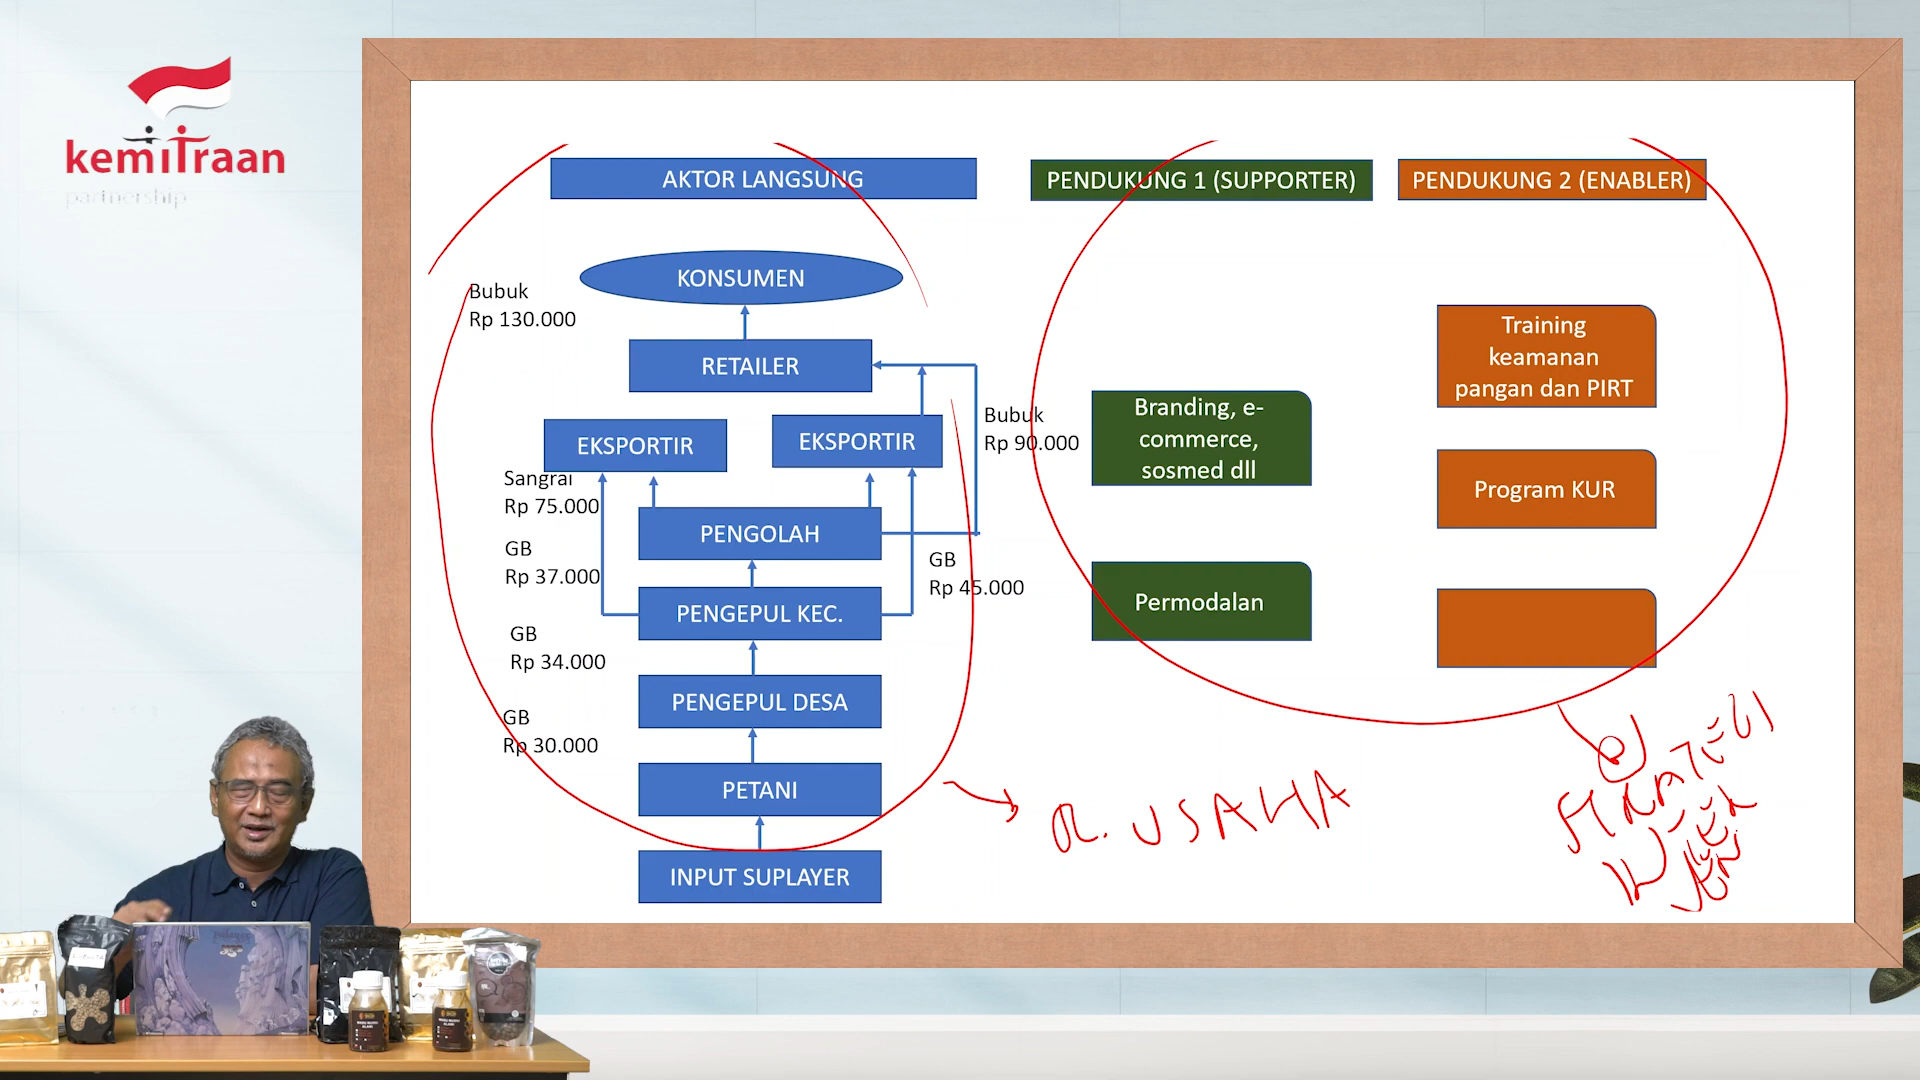 kemitraan
partnership
AKTOR LANGSUNG
PENDUKUNG 1 (SUPPORTER)
PENDUKUNG 2 (ENABLER)
KONSUMEN
Bubuk
Rp 130.000
RETAILER
EKSPORTIR
EKSPORTIR
Bubuk
Rp 90.000
Sangrai
Rp 75.000
PENGOLAH
GB
Rp 37.000
GB
Rp 45.000
PENGEPUL KEC.
GB
Rp 34.000
PENGEPUL DESA
GB
Rp 30.000
PETANI
INPUT SUPLAYER
Branding, e-
commerce,
sosmed dll
Permodalan
Training
keamanan
pangan dan PIRT
Program KUR
R. USAHA